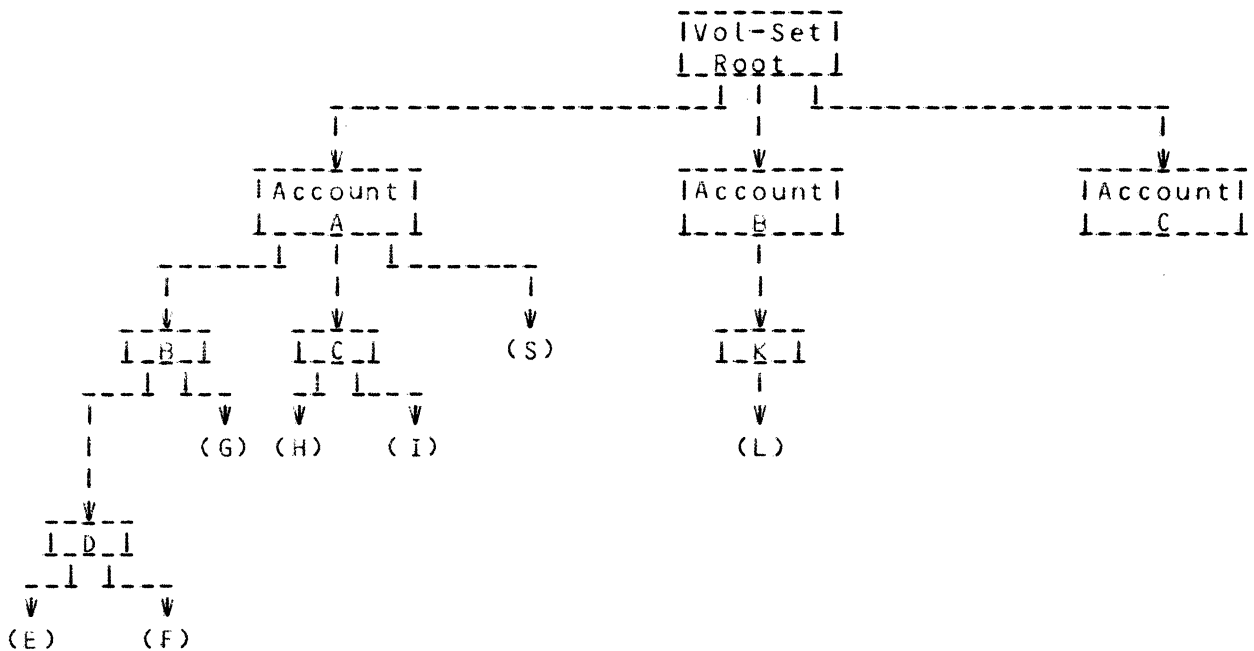 Vol-Set
Root
Account
A
Account
B
Account
C
B
C
(S)
K
(G)
(H)
(I)
(L)
D
(E)
(F)